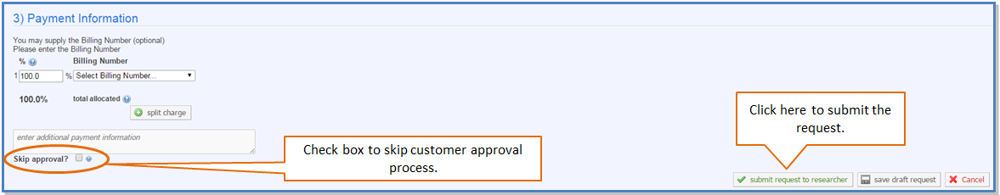 3) Payment Information
You may supply the Billing Number (optional)
Please enter the Billing Number
% Billing Number
1 100.0 % Select Billing Number...
100.0% total allocated
split charge
enter additional payment information
Skip approval?
Check box to skip customer approval
process.
Click here to submit the
request.
submit request to researcher save draft request Cancel